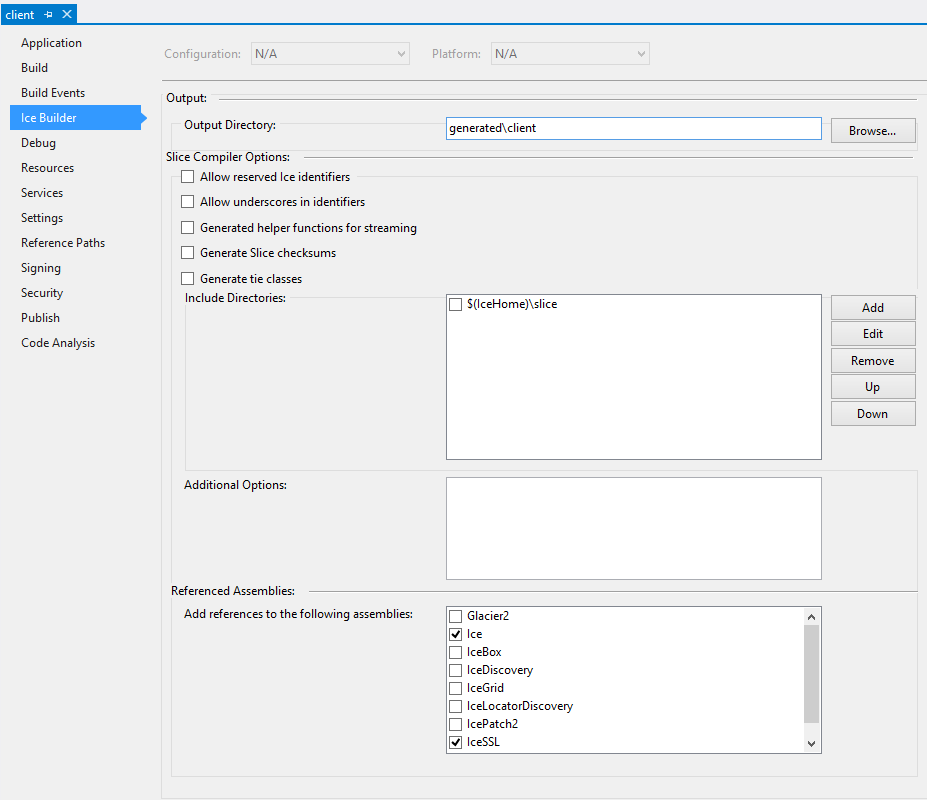 client
Application
Build
Build Events
Ice Builder
Debug
Resources
Services
Settings
Reference Paths
Signing
Security
Publish
Code Analysis
Configuration: N/A Platform: N/A
Output:
Output Directory: generated\client Browse...
Slice Compiler Options:
Allow reserved Ice identifiers
Allow underscores in identifiers
Generated helper functions for streaming
Generate Slice checksums
Generate tie classes
Include Directories: $(IceHome)\slice
Add
Edit
Remove
Up
Down
Additional Options:
Referenced Assemblies:
Add references to the following assemblies:
Glacier2
Ice
IceBox
IceDiscovery
IceGrid
IceLocatorDiscovery
IcePatch2
IceSSL